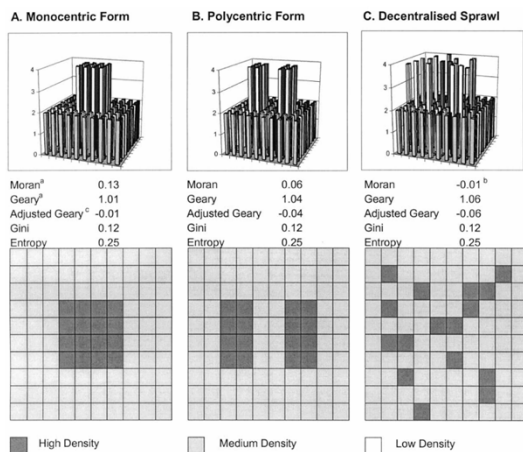 A. Monocentric Form B. Polycentric Form C. Decentralised Sprawl
4 4 4
3 3 3
2 2 2
1 1 1
0 0 0
Moranª 0.13 Moran 0.06 Moran -0.01 ᵇ
Gearyª 1.01 Geary 1.04 Geary 1.06
Adjusted Geary ᶜ -0.01 Adjusted Geary -0.04 Adjusted Geary -0.06
Gini 0.12 Gini 0.12 Gini 0.12
Entropy 0.25 Entropy 0.25 Entropy 0.25
High Density Medium Density Low Density